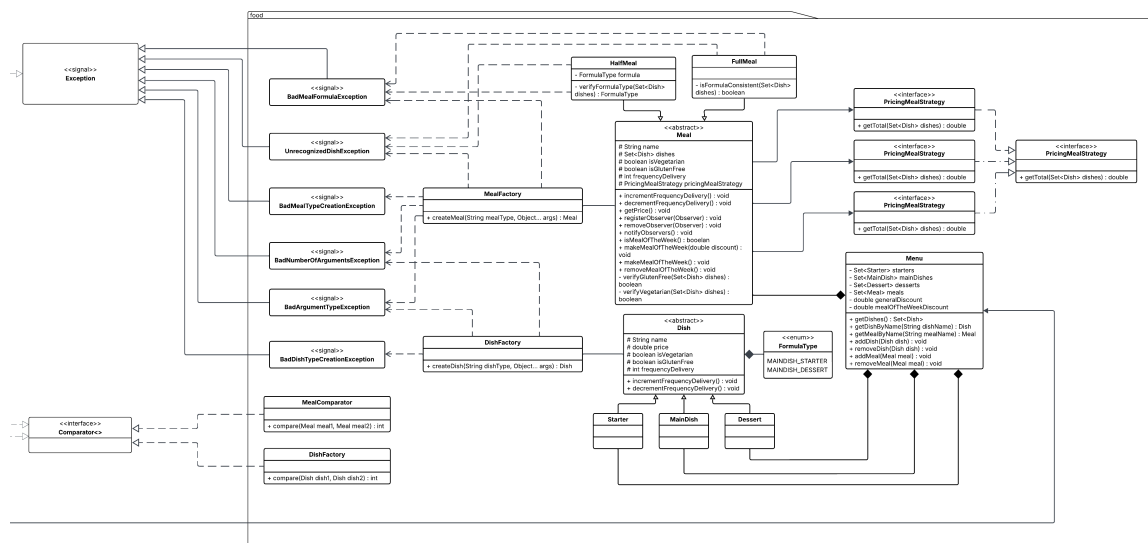 food
<<signal>>
Exception
<<signal>>
BadMealFormulaException
<<signal>>
UnrecognizedDishException
<<signal>>
BadMealTypeCreationException
<<signal>>
BadNumberOfArgumentsException
<<signal>>
BadArgumentTypeException
<<signal>>
BadDishTypeCreationException
<<interface>>
Comparator<>
MealComparator
+ compare(Meal meal1, Meal meal2) : int
DishFactory
+ compare(Dish dish1, Dish dish2) : int
MealFactory
+ createMeal(String mealType, Object... args) : Meal
DishFactory
+ createDish(String dishType, Object... args) : Dish
HalfMeal
- FormulaType formula
- verifyFormulaType(Set<Dish>
dishes) : FormulaType
FullMeal
- isFormulaConsistent(Set<Dish>
dishes) : boolean
<<abstract>>
Meal
# String name
# Set<Dish> dishes
# boolean isVegetarian
# boolean isGlutenFree
# int frequencyDelivery
# PricingMealStrategy pricingMealStrategy
+ incrementFrequencyDelivery() : void
+ decrementFrequencyDelivery() : void
+ getPrice() : void
+ registerObserver(Observer) : void
+ removeObserver(Observer) : void
+ notifyObservers() : void
+ isMealOfTheWeek() : boolean
+ makeMealOfTheWeek(double discount) :
void
+ makeMealOfTheWeek() : void
+ removeMealOfTheWeek() : void
- verifyGlutenFree(Set<Dish> dishes) :
boolean
- verifyVegetarian(Set<Dish> dishes) :
boolean
<<abstract>>
Dish
# String name
# double price
# boolean isVegetarian
# boolean isGlutenFree
# int frequencyDelivery
+ incrementFrequencyDelivery() : void
+ decrementFrequencyDelivery() : void
<<enum>>
FormulaType
MAINDISH_STARTER
MAINDISH_DESSERT
Starter
MainDish
Dessert
<<interface>>
PricingMealStrategy
+ getTotal(Set<Dish> dishes) : double
<<interface>>
PricingMealStrategy
+ getTotal(Set<Dish> dishes) : double
<<interface>>
PricingMealStrategy
+ getTotal(Set<Dish> dishes) : double
<<interface>>
PricingMealStrategy
+ getTotal(Set<Dish> dishes) : double
Menu
- Set<Starter> starters
- Set<MainDish> mainDishes
- Set<Dessert> desserts
- Set<Meal> meals
- double generalDiscount
- double mealOfTheWeekDiscount
+ getDishes() : Set<Dish>
+ getDishByName(String dishName) : Dish
+ getMealByName(String mealName) : Meal
+ addDish(Dish dish) : void
+ removeDish(Dish dish) : void
+ addMeal(Meal meal) : void
+ removeMeal(Meal meal) : void